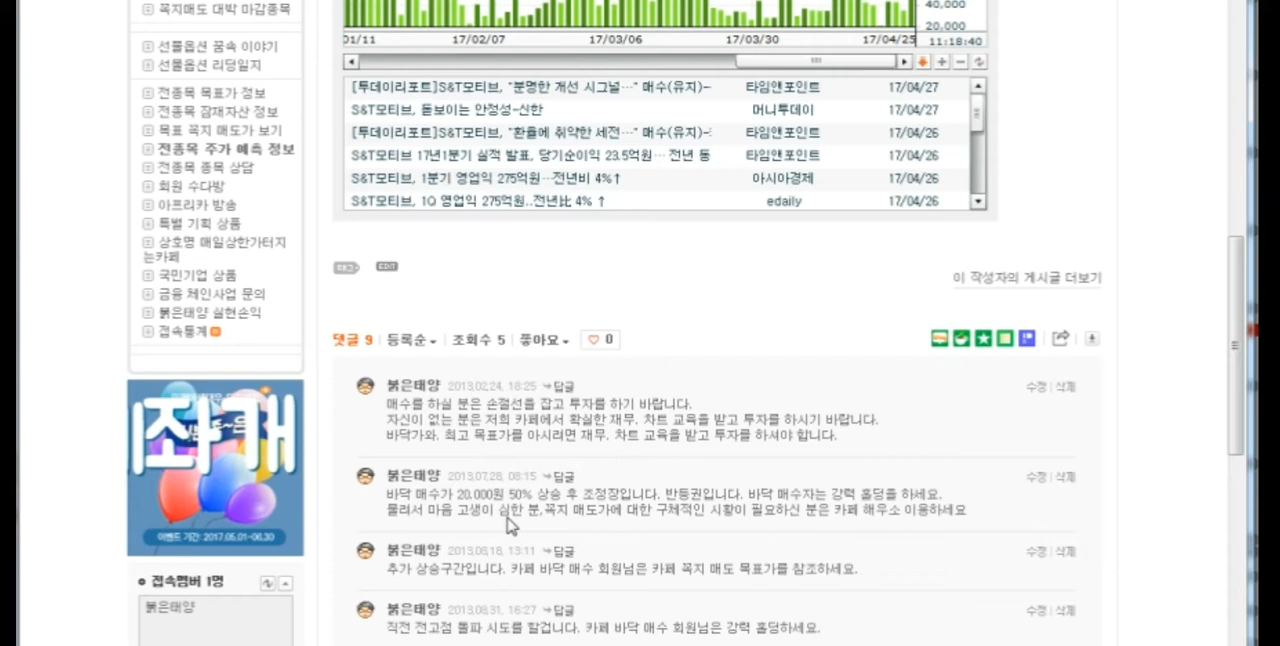 쪽지매도 대박 마감종목
선물옵션 꿈속 이야기
선물옵션 리딩일지
전종목 목표가 정보
전종목 잠재자산 정보
목표 꼭지 매도가 보기
전종목 주가 예측 정보
전종목 종목 상담
회원 수다방
아프리카 방송
특별 기획 상품
상호명 매일상한가터지
는카페
국민기업 상품
금융 체인사업 문의
붉은태양 실현손익
접속통계
이벤트 기간: 2017.05.01~06.30
접속멤버 1명
붉은태양
40,000
20,000
01/11 17/02/07 17/03/06 17/03/30 17/04/25 11:18:40
[투데이리포트]S&T모티브, "분명한 개선 시그널…" 매수(유지)- 타임앤포인트 17/04/27
S&T모티브, 돋보이는 안정성-신한 머니투데이 17/04/27
[투데이리포트]S&T모티브, "환율에 취약한 세전…" 매수(유지)- 타임앤포인트 17/04/26
S&T모티브 17년1분기 실적 발표, 당기순이익 23.5억원… 전년 동 타임앤포인트 17/04/26
S&T모티브, 1분기 영업익 275억원…전년비 4%↑ 아시아경제 17/04/26
S&T모티브, 1Q 영업익 275억원..전년比 4% ↑ edaily 17/04/26
태그 EDIT
이 작성자의 게시글 더보기
댓글 9 등록순 조회수 5 좋아요 0
붉은태양 2013.02.24. 18:25 답글 수정 삭제
매수를 하실 분은 손절선을 잡고 투자를 하기 바랍니다.
자신이 없는 분은 저희 카페에서 확실한 재무. 차트 교육을 받고 투자를 하시기 바랍니다.
바닥가와. 최고 목표가를 아시려면 재무. 차트 교육을 받고 투자를 하셔야 합니다.
붉은태양 2013.07.28. 08:15 답글 수정 삭제
바닥 매수가 20.000원 50% 상승 후 조정장입니다. 반등권입니다. 바닥 매수자는 강력 홀딩을 하세요.
물려서 마음 고생이 심한 분,꼭지 매도가에 대한 구체적인 시황이 필요하신 분은 카페 해우소 이용하세요
붉은태양 2013.08.18. 13:11 답글 수정 삭제
추가 상승구간입니다. 카페 바닥 매수 회원님은 카페 꼭지 매도 목표가를 참조하세요.
붉은태양 2013.08.31. 16:27 답글 수정 삭제
직전 전고점 돌파 시도를 할겁니다. 카페 바닥 매수 회원님은 강력 홀딩하세요.